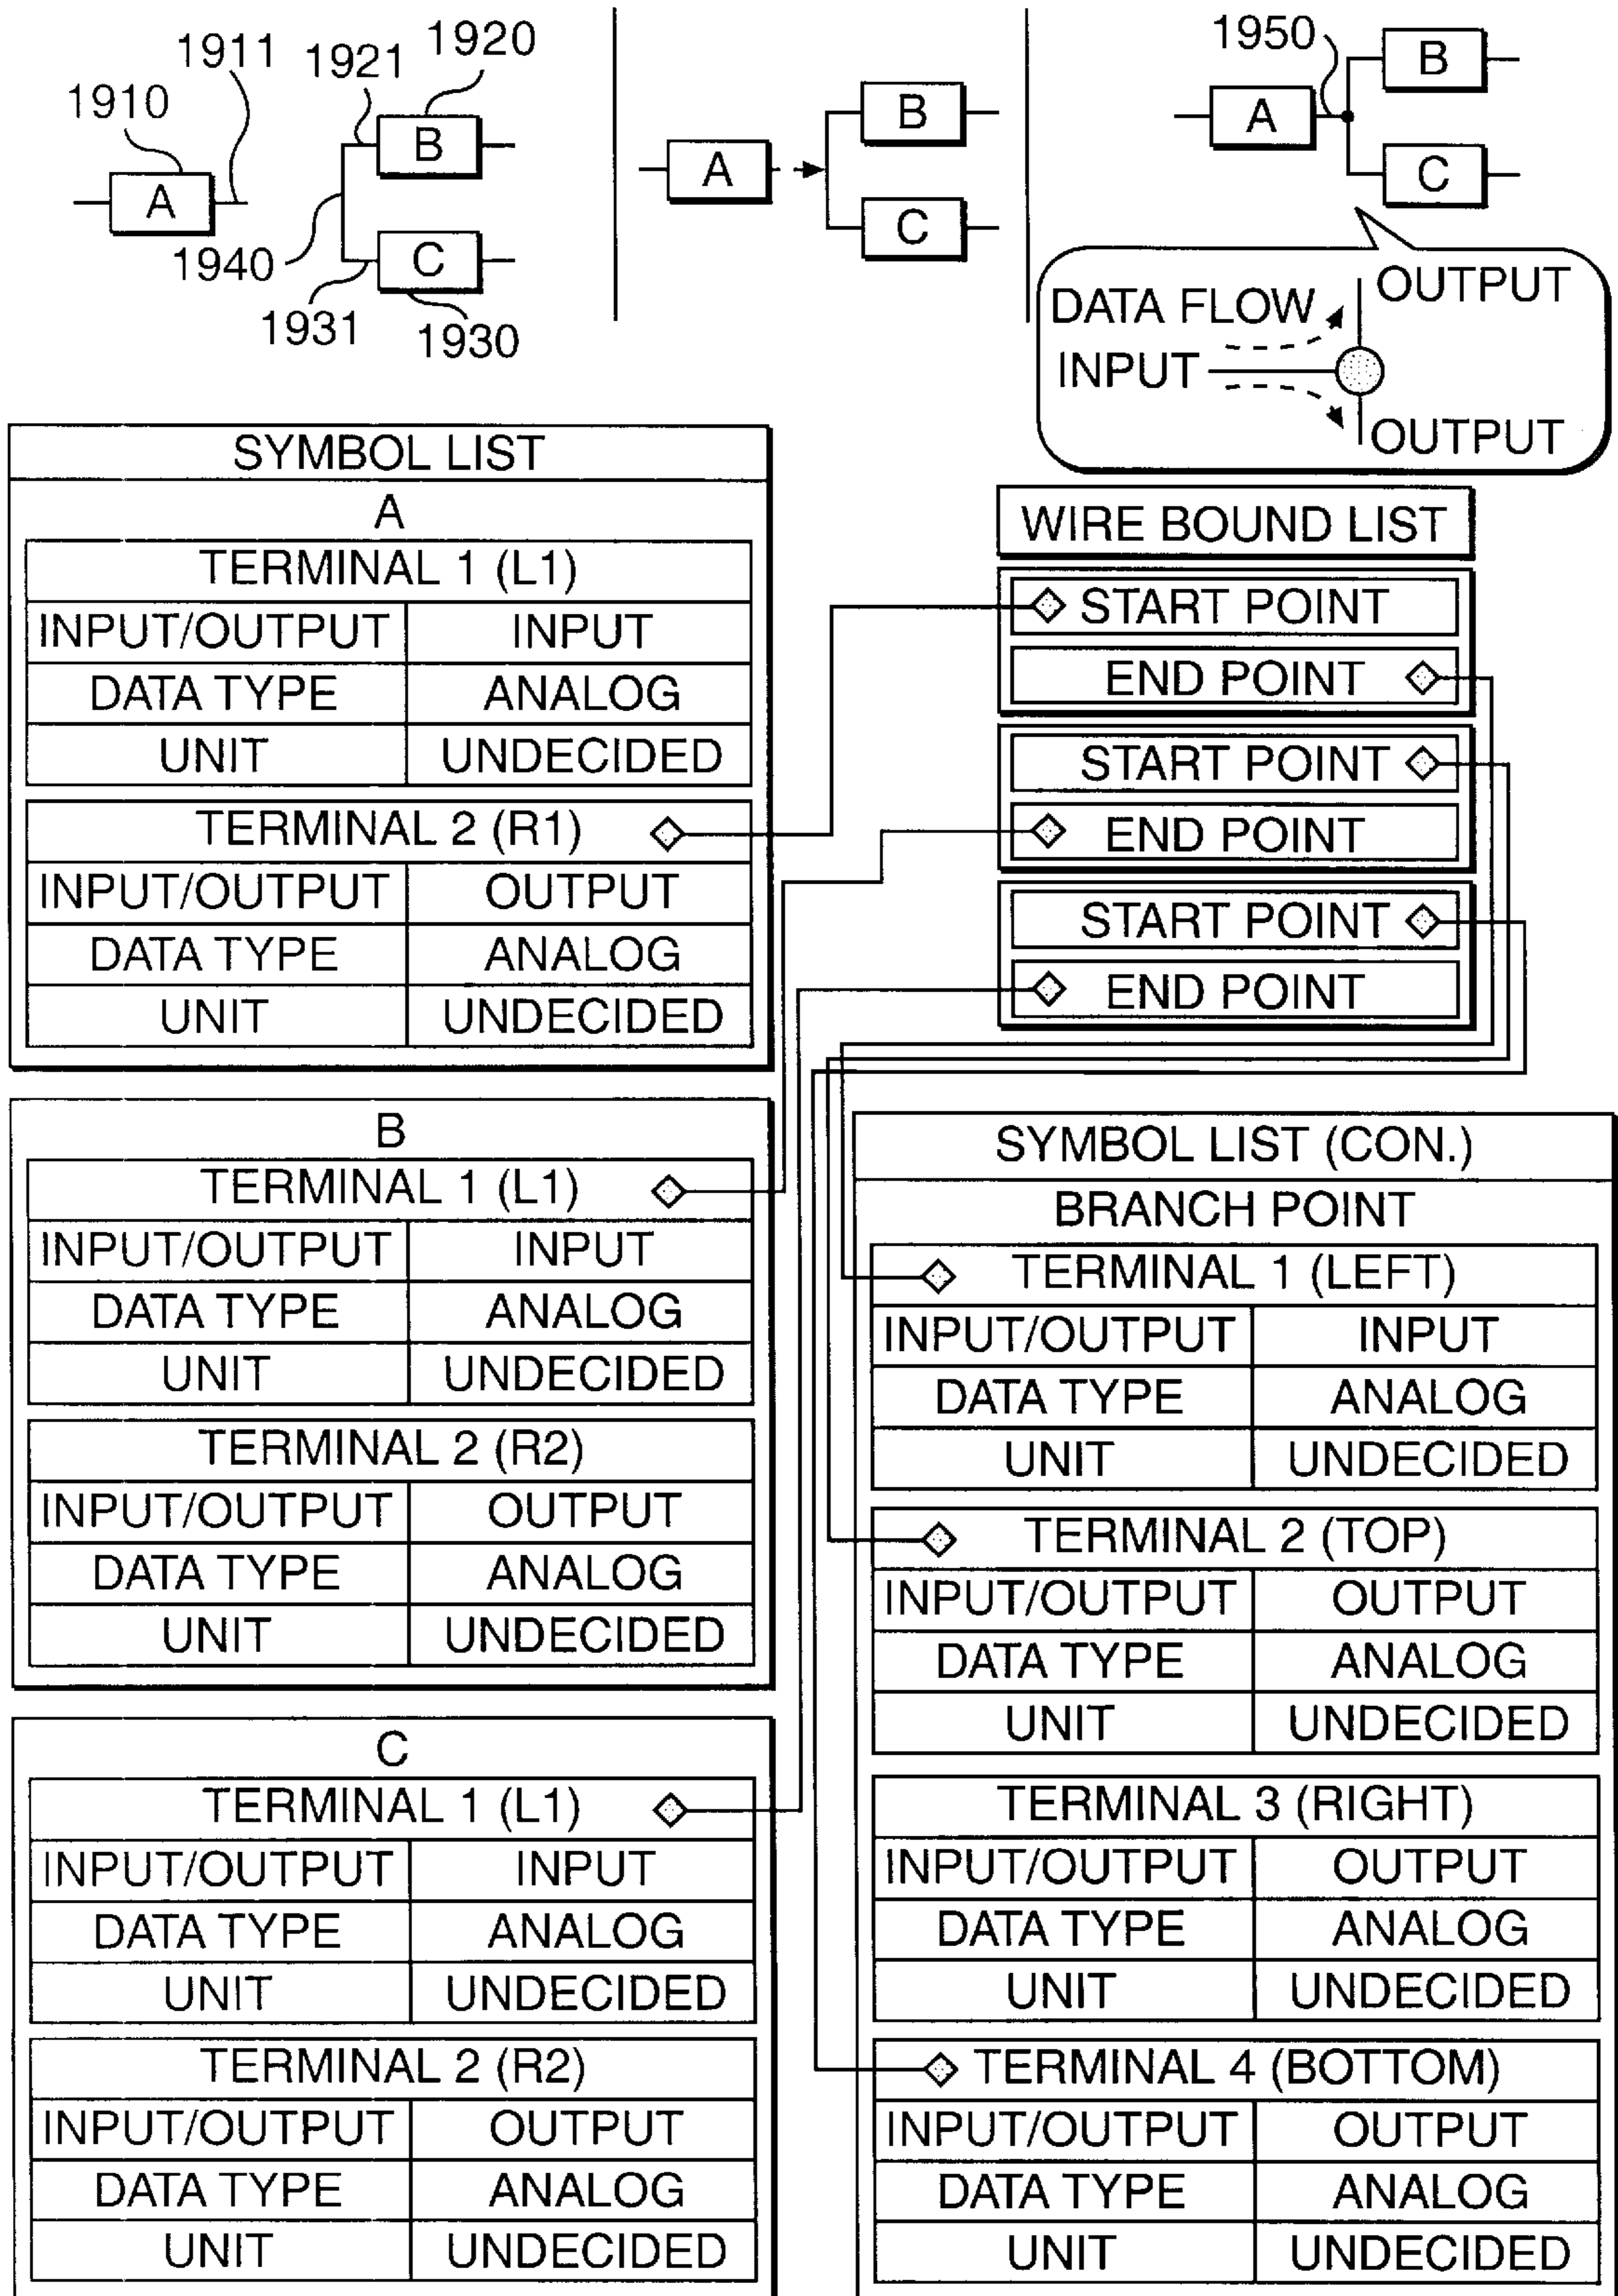 1911
1921
1920
1910
A
B
1940
C
1931
1930
A
B
C
1950
A
B
C
DATA FLOW
INPUT
OUTPUT
OUTPUT
SYMBOL LIST
A
TERMINAL 1 (L1)
INPUT/OUTPUT INPUT
DATA TYPE ANALOG
UNIT UNDECIDED
TERMINAL 2 (R1)
INPUT/OUTPUT OUTPUT
DATA TYPE ANALOG
UNIT UNDECIDED
B
TERMINAL 1 (L1)
INPUT/OUTPUT INPUT
DATA TYPE ANALOG
UNIT UNDECIDED
TERMINAL 2 (R2)
INPUT/OUTPUT OUTPUT
DATA TYPE ANALOG
UNIT UNDECIDED
C
TERMINAL 1 (L1)
INPUT/OUTPUT INPUT
DATA TYPE ANALOG
UNIT UNDECIDED
TERMINAL 2 (R2)
INPUT/OUTPUT OUTPUT
DATA TYPE ANALOG
UNIT UNDECIDED
WIRE BOUND LIST
START POINT
END POINT
START POINT
END POINT
START POINT
END POINT
SYMBOL LIST (CON.)
BRANCH POINT
TERMINAL 1 (LEFT)
INPUT/OUTPUT INPUT
DATA TYPE ANALOG
UNIT UNDECIDED
TERMINAL 2 (TOP)
INPUT/OUTPUT OUTPUT
DATA TYPE ANALOG
UNIT UNDECIDED
TERMINAL 3 (RIGHT)
INPUT/OUTPUT OUTPUT
DATA TYPE ANALOG
UNIT UNDECIDED
TERMINAL 4 (BOTTOM)
INPUT/OUTPUT OUTPUT
DATA TYPE ANALOG
UNIT UNDECIDED